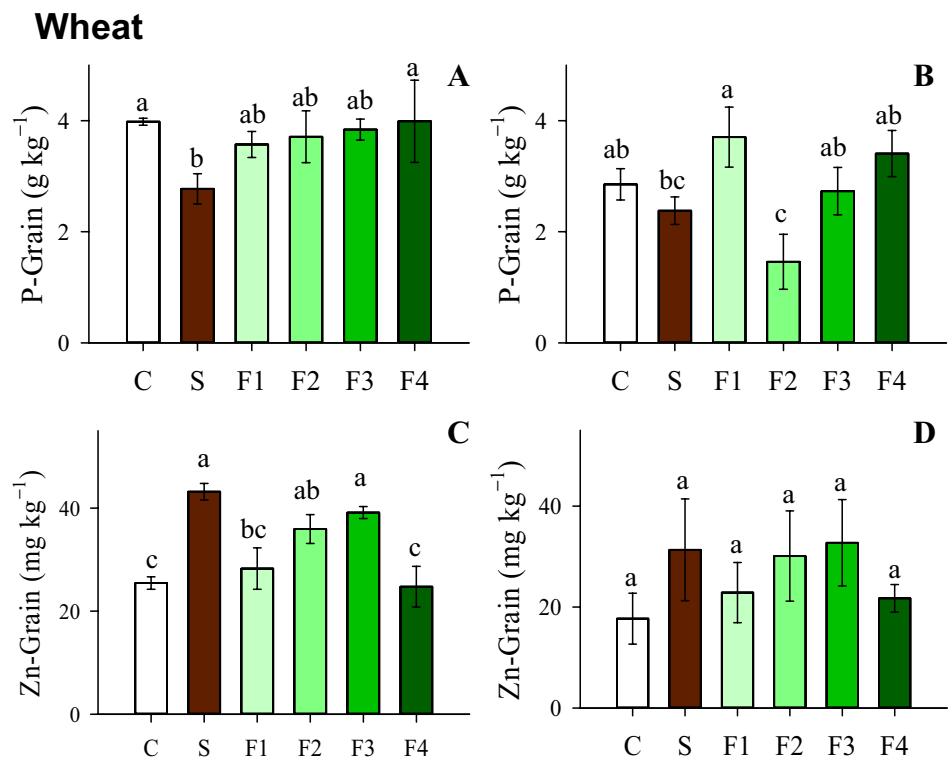 Wheat
A
P-Grain (g kg⁻¹)
4
2
0
a
b
ab
ab
ab
a
C S F1 F2 F3 F4
B
P-Grain (g kg⁻¹)
4
2
0
ab
bc
a
c
ab
ab
C S F1 F2 F3 F4
C
Zn-Grain (mg kg⁻¹)
40
20
0
c
a
bc
ab
a
c
C S F1 F2 F3 F4
D
Zn-Grain (mg kg⁻¹)
40
20
0
a
a
a
a
a
a
C S F1 F2 F3 F4